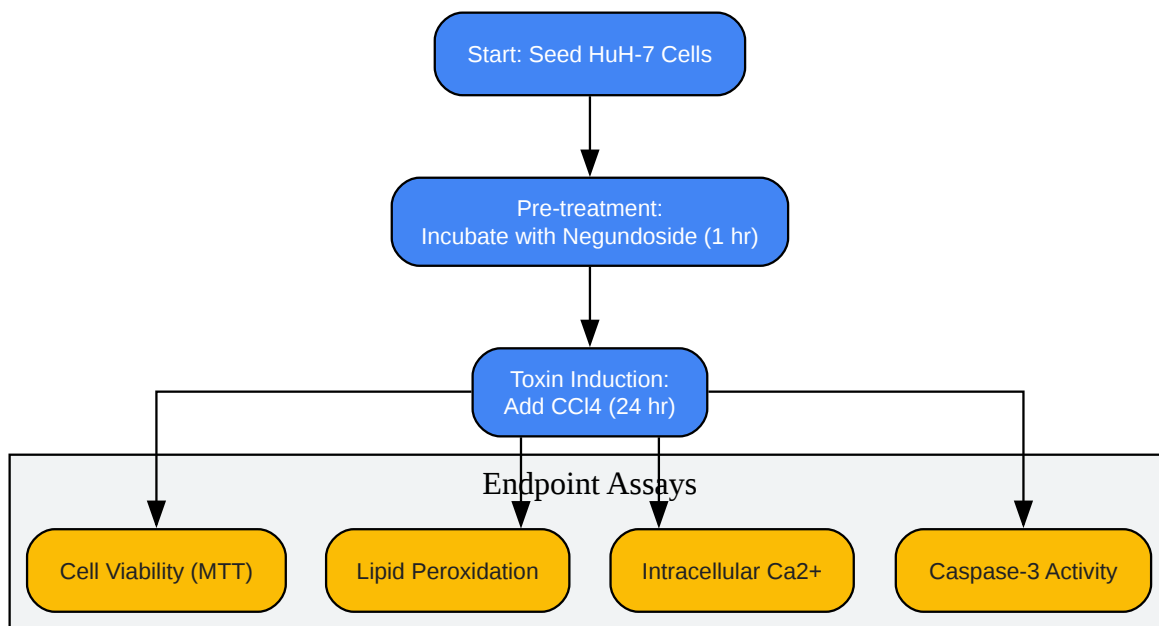 Start: Seed HuH-7 Cells
Pre-treatment:
Incubate with Negundoside (1 hr)
Toxin Induction:
Add CCl4 (24 hr)
Endpoint Assays
Cell Viability (MTT)
Lipid Peroxidation
Intracellular Ca2+
Caspase-3 Activity